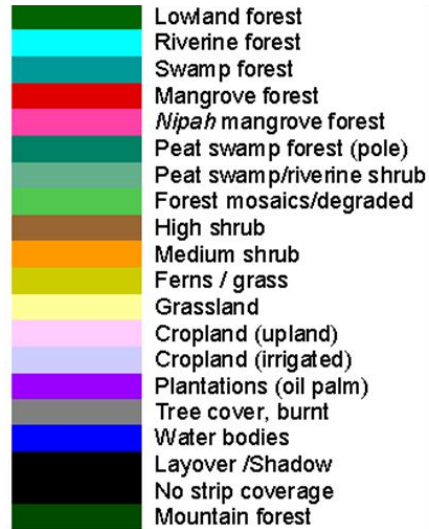 Lowland forest
Riverine forest
Swamp forest
Mangrove forest
Nipah mangrove forest
Peat swamp forest (pole)
Peat swamp/riverine shrub
Forest mosaics/degraded
High shrub
Medium shrub
Ferns / grass
Grassland
Cropland (upland)
Cropland (irrigated)
Plantations (oil palm)
Tree cover, burnt
Water bodies
Layover /Shadow
No strip coverage
Mountain forest